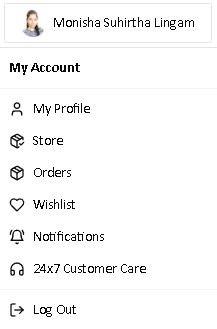 Monisha Suhirtha Lingam
My Account
My Profile
Store
Orders
Wishlist
Notifications
24x7 Customer Care
Log Out